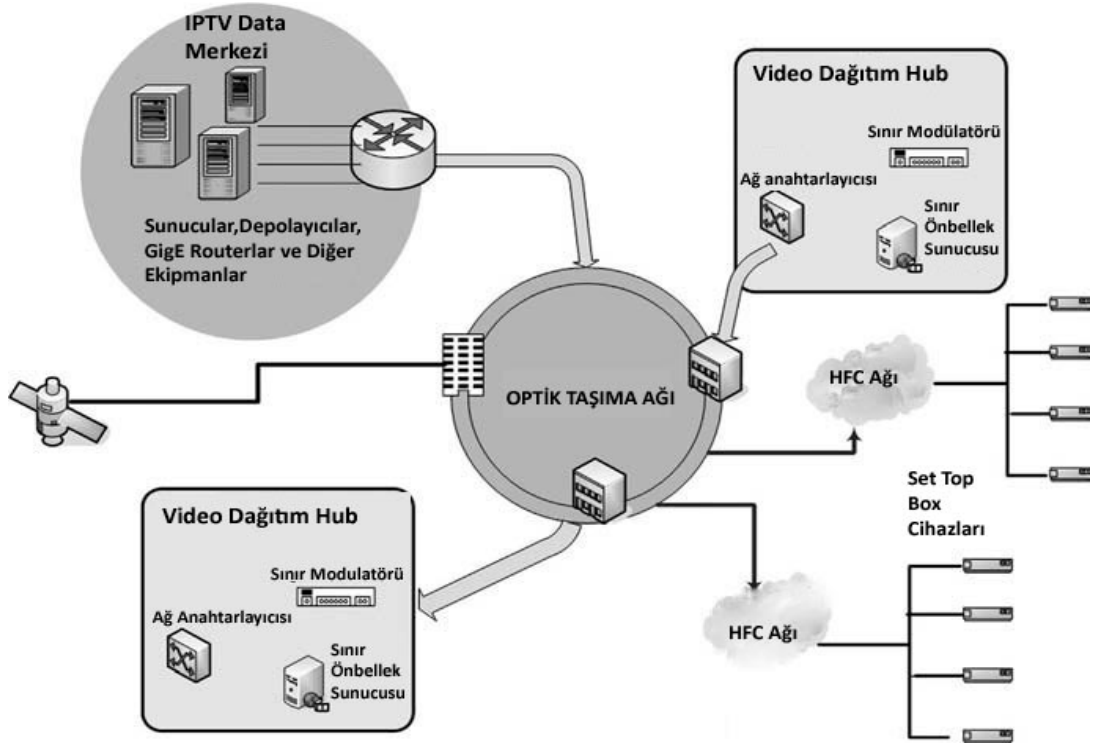 IPTV Data
Merkezi
Sunucular,Depolayıcılar,
GigE Routerlar ve Diğer
Ekipmanlar
Video Dağıtım Hub
Sınır Modülatörü
Ağ anahtarlayıcısı
Sınır
Önbellek
Sunucusu
OPTİK TAŞIMA AĞI
HFC Ağı
Set Top
Box
Cihazları
Video Dağıtım Hub
Sınır Modulatörü
Ağ Anahtarlayıcısı
Sınır
Önbellek
Sunucusu
HFC Ağı